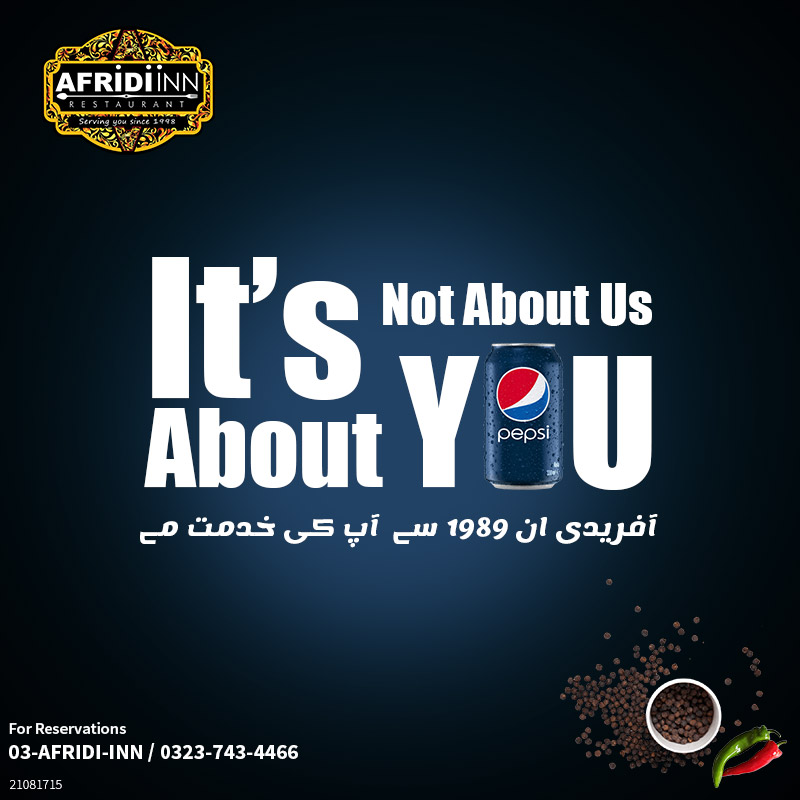 AFRIDI INN
RESTAURANT
Serving you since 1998
It's
Not About Us
About
YOU
pepsi
آفریدی ان 1989 سے آپ کی خدمت مے
For Reservations
03-AFRIDI-INN / 0323-743-4466
21081715